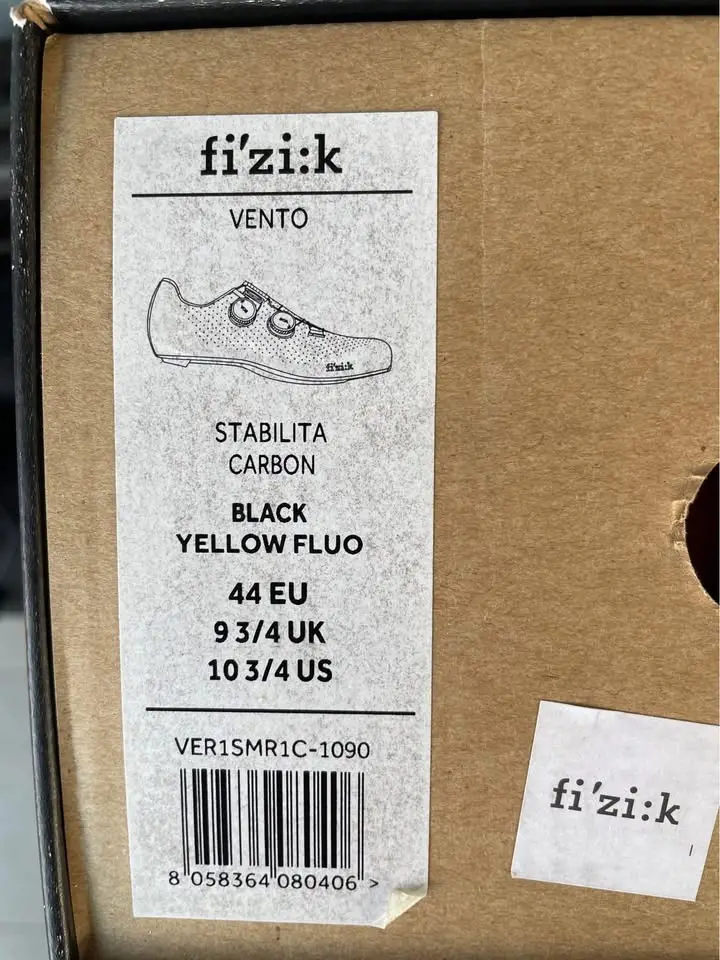 fi'zi:k
VENTO
fi'zi:k
STABILITA
CARBON
BLACK
YELLOW FLUO
44 EU
9 3/4 UK
10 3/4 US
VER1SMR1C-1090
8 058364 080406 >
fi'zi:k